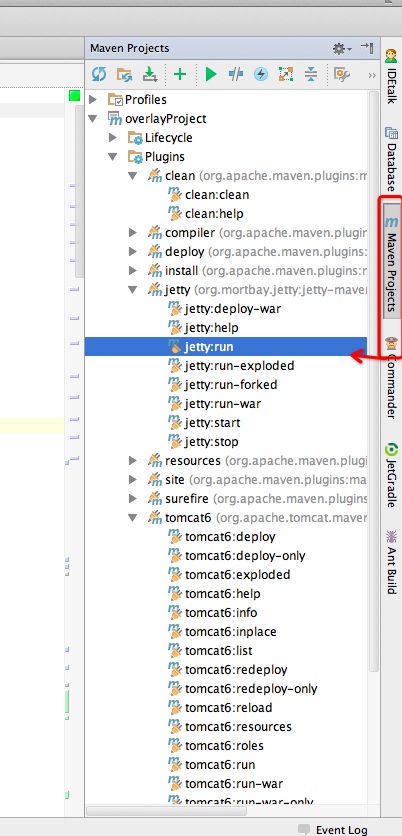 Maven Projects
Profiles
overlayProject
Lifecycle
Plugins
clean (org.apache.maven.plugins:m
clean:clean
clean:help
compiler (org.apache.maven.plugins
deploy (org.apache.maven.plugins:
install (org.apache.maven.plugins:
jetty (org.mortbay.jetty:jetty-mave
jetty:deploy-war
jetty:help
jetty:run
jetty:run-exploded
jetty:run-forked
jetty:run-war
jetty:start
jetty:stop
resources (org.apache.maven.plugi
site (org.apache.maven.plugins:ma
surefire (org.apache.maven.plugin
tomcat6 (org.apache.tomcat.maven
tomcat6:deploy
tomcat6:deploy-only
tomcat6:exploded
tomcat6:help
tomcat6:info
tomcat6:inplace
tomcat6:list
tomcat6:redeploy
tomcat6:redeploy-only
tomcat6:reload
tomcat6:resources
tomcat6:roles
tomcat6:run
tomcat6:run-war
tomcat6:run-war-only
IDEtalk
Database
Maven Projects
Commander
JetGradle
Ant Build
Event Log